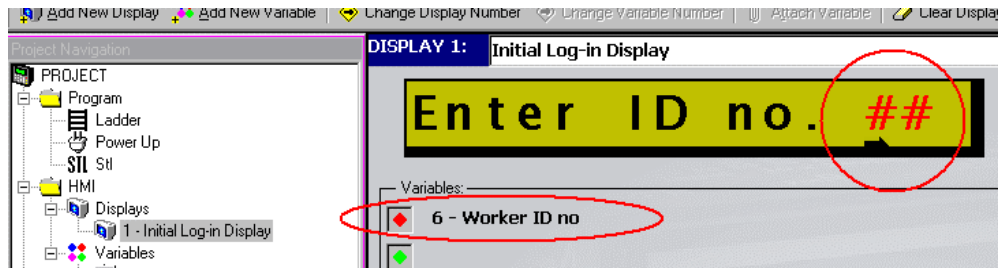 Add New Display Add New Variable Change Display Number Change Variable Number Attach Variable Clear Display
Project Navigation
PROJECT
Program
Ladder
Power Up
STL Stl
HMI
Displays
1 - Initial Log-in Display
Variables
DISPLAY 1: Initial Log-in Display
Enter ID no. ##
Variables:
6 - Worker ID no